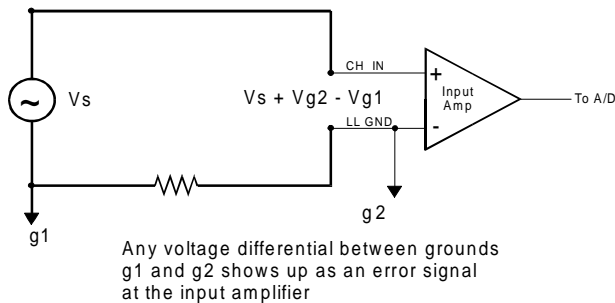 CH IN
+
Input
Amp
To A/D
~
Vs
Vs + Vg2 - Vg1
LL GND
-
g2
g1
Any voltage differential between grounds
g1 and g2 shows up as an error signal
at the input amplifier